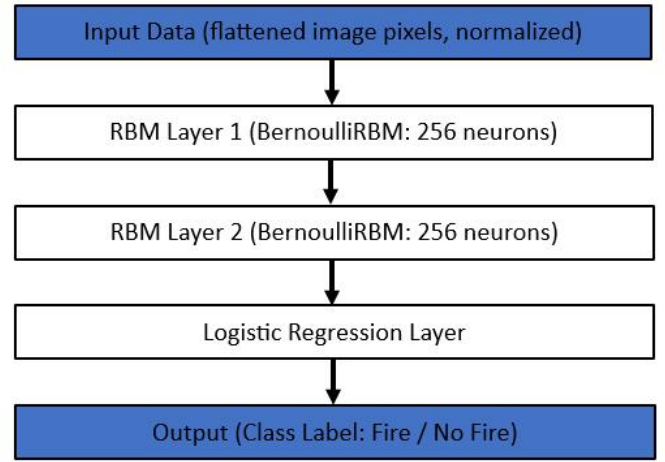 Input Data (flattened image pixels, normalized)
RBM Layer 1 (BernoulliRBM: 256 neurons)
RBM Layer 2 (BernoulliRBM: 256 neurons)
Logistic Regression Layer
Output (Class Label: Fire / No Fire)